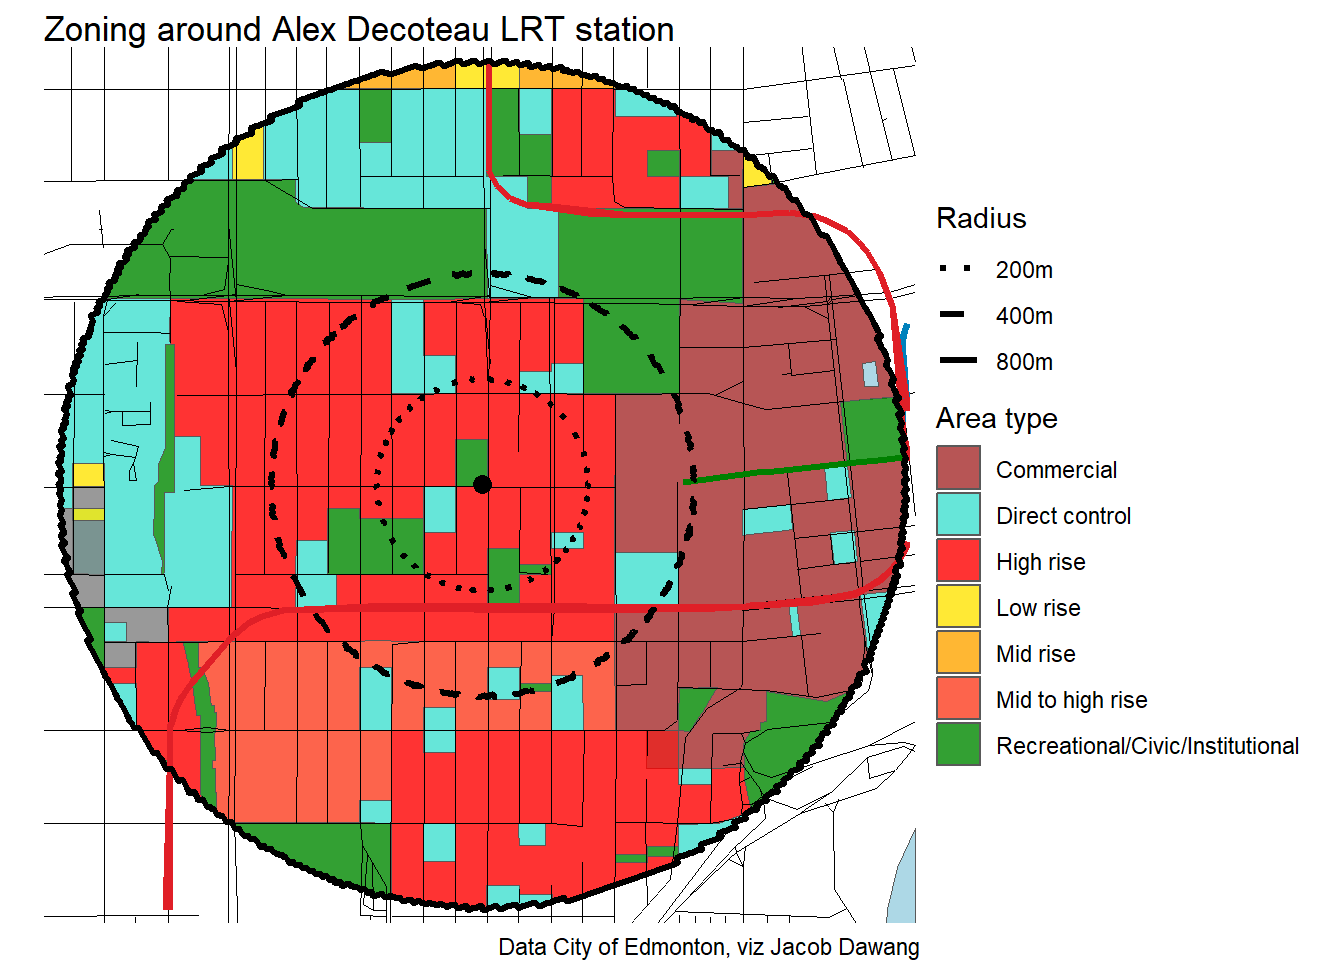 Zoning around Alex Decoteau LRT station
Radius
200m
400m
800m
Area type
Commercial
Direct control
High rise
Low rise
Mid rise
Mid to high rise
Recreational/Civic/Institutional
Data City of Edmonton, viz Jacob Dawang